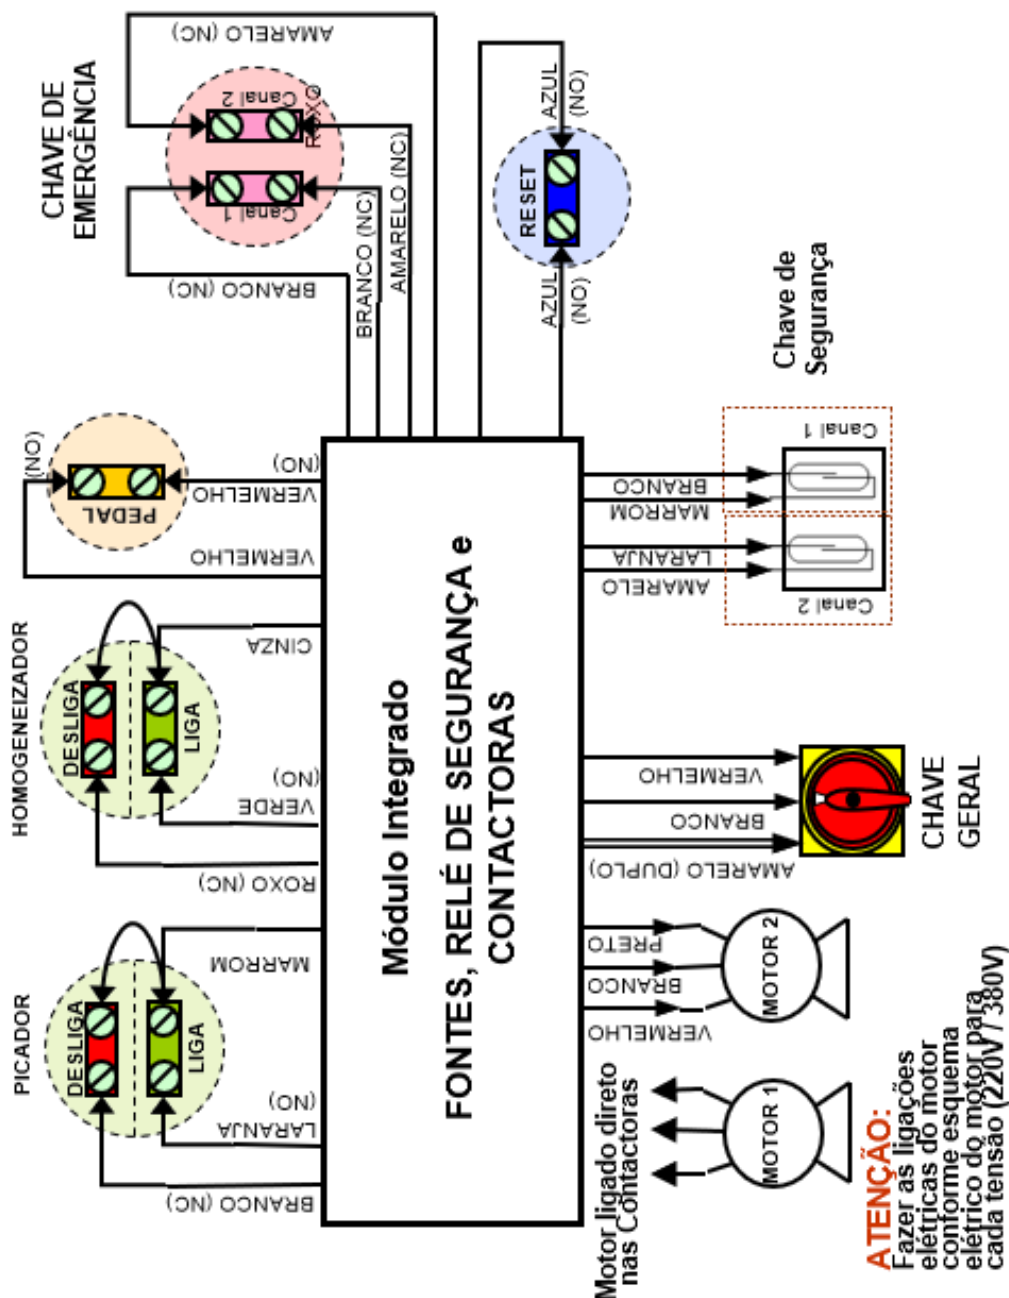 PICADOR
DESLIGA
LIGA
BRANCO (NC)
LARANJA
(NO)
MARROM
HOMOGENEIZADOR
DESLIGA
LIGA
ROXO (NC)
VERDE
(NO)
CINZA
PEDAL
(NO)
VERMELHO
VERMELHO
(NO)
CHAVE DE
EMERGÊNCIA
Canal 1
Canal 2
ROXO
BRANCO (NC)
BRANCO (NC)
AMARELO (NC)
AMARELO (NC)
RESET
AZUL
(NO)
AZUL
(NO)
Módulo Integrado
FONTES, RELÉ DE SEGURANÇA e
CONTACTORAS
Motor ligado direto
nas Contactoras
MOTOR 1
VERMELHO
BRANCO
PRETO
MOTOR 2
AMARELO (DUPLO)
BRANCO
VERMELHO
CHAVE
GERAL
AMARELO
LARANJA
MARROM
BRANCO
Canal 2
Canal 1
Chave de
Segurança
ATENÇÃO:
Fazer as ligações
elétricas do motor
conforme esquema
elétrico do motor para
cada tensão (220V / 380V)